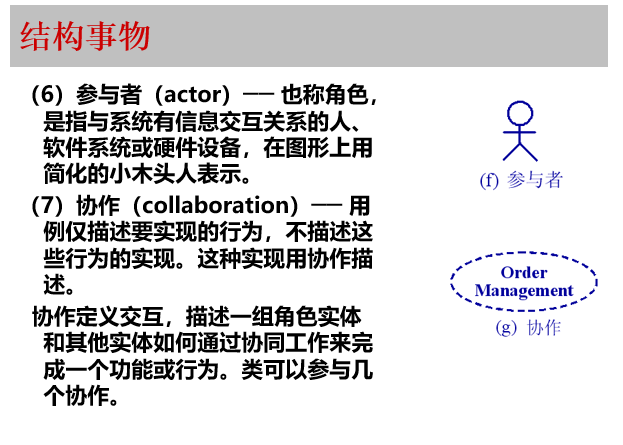 结构事物
（6）参与者（actor）── 也称角色，
是指与系统有信息交互关系的人、
软件系统或硬件设备，在图形上用
简化的小木头人表示。
（7）协作（collaboration）── 用
例仅描述要实现的行为，不描述这
些行为的实现。这种实现用协作描
述。
协作定义交互，描述一组角色实体
和其他实体如何通过协同工作来完
成一个功能或行为。类可以参与几
个协作。
(f) 参与者
Order
Management
(g) 协作